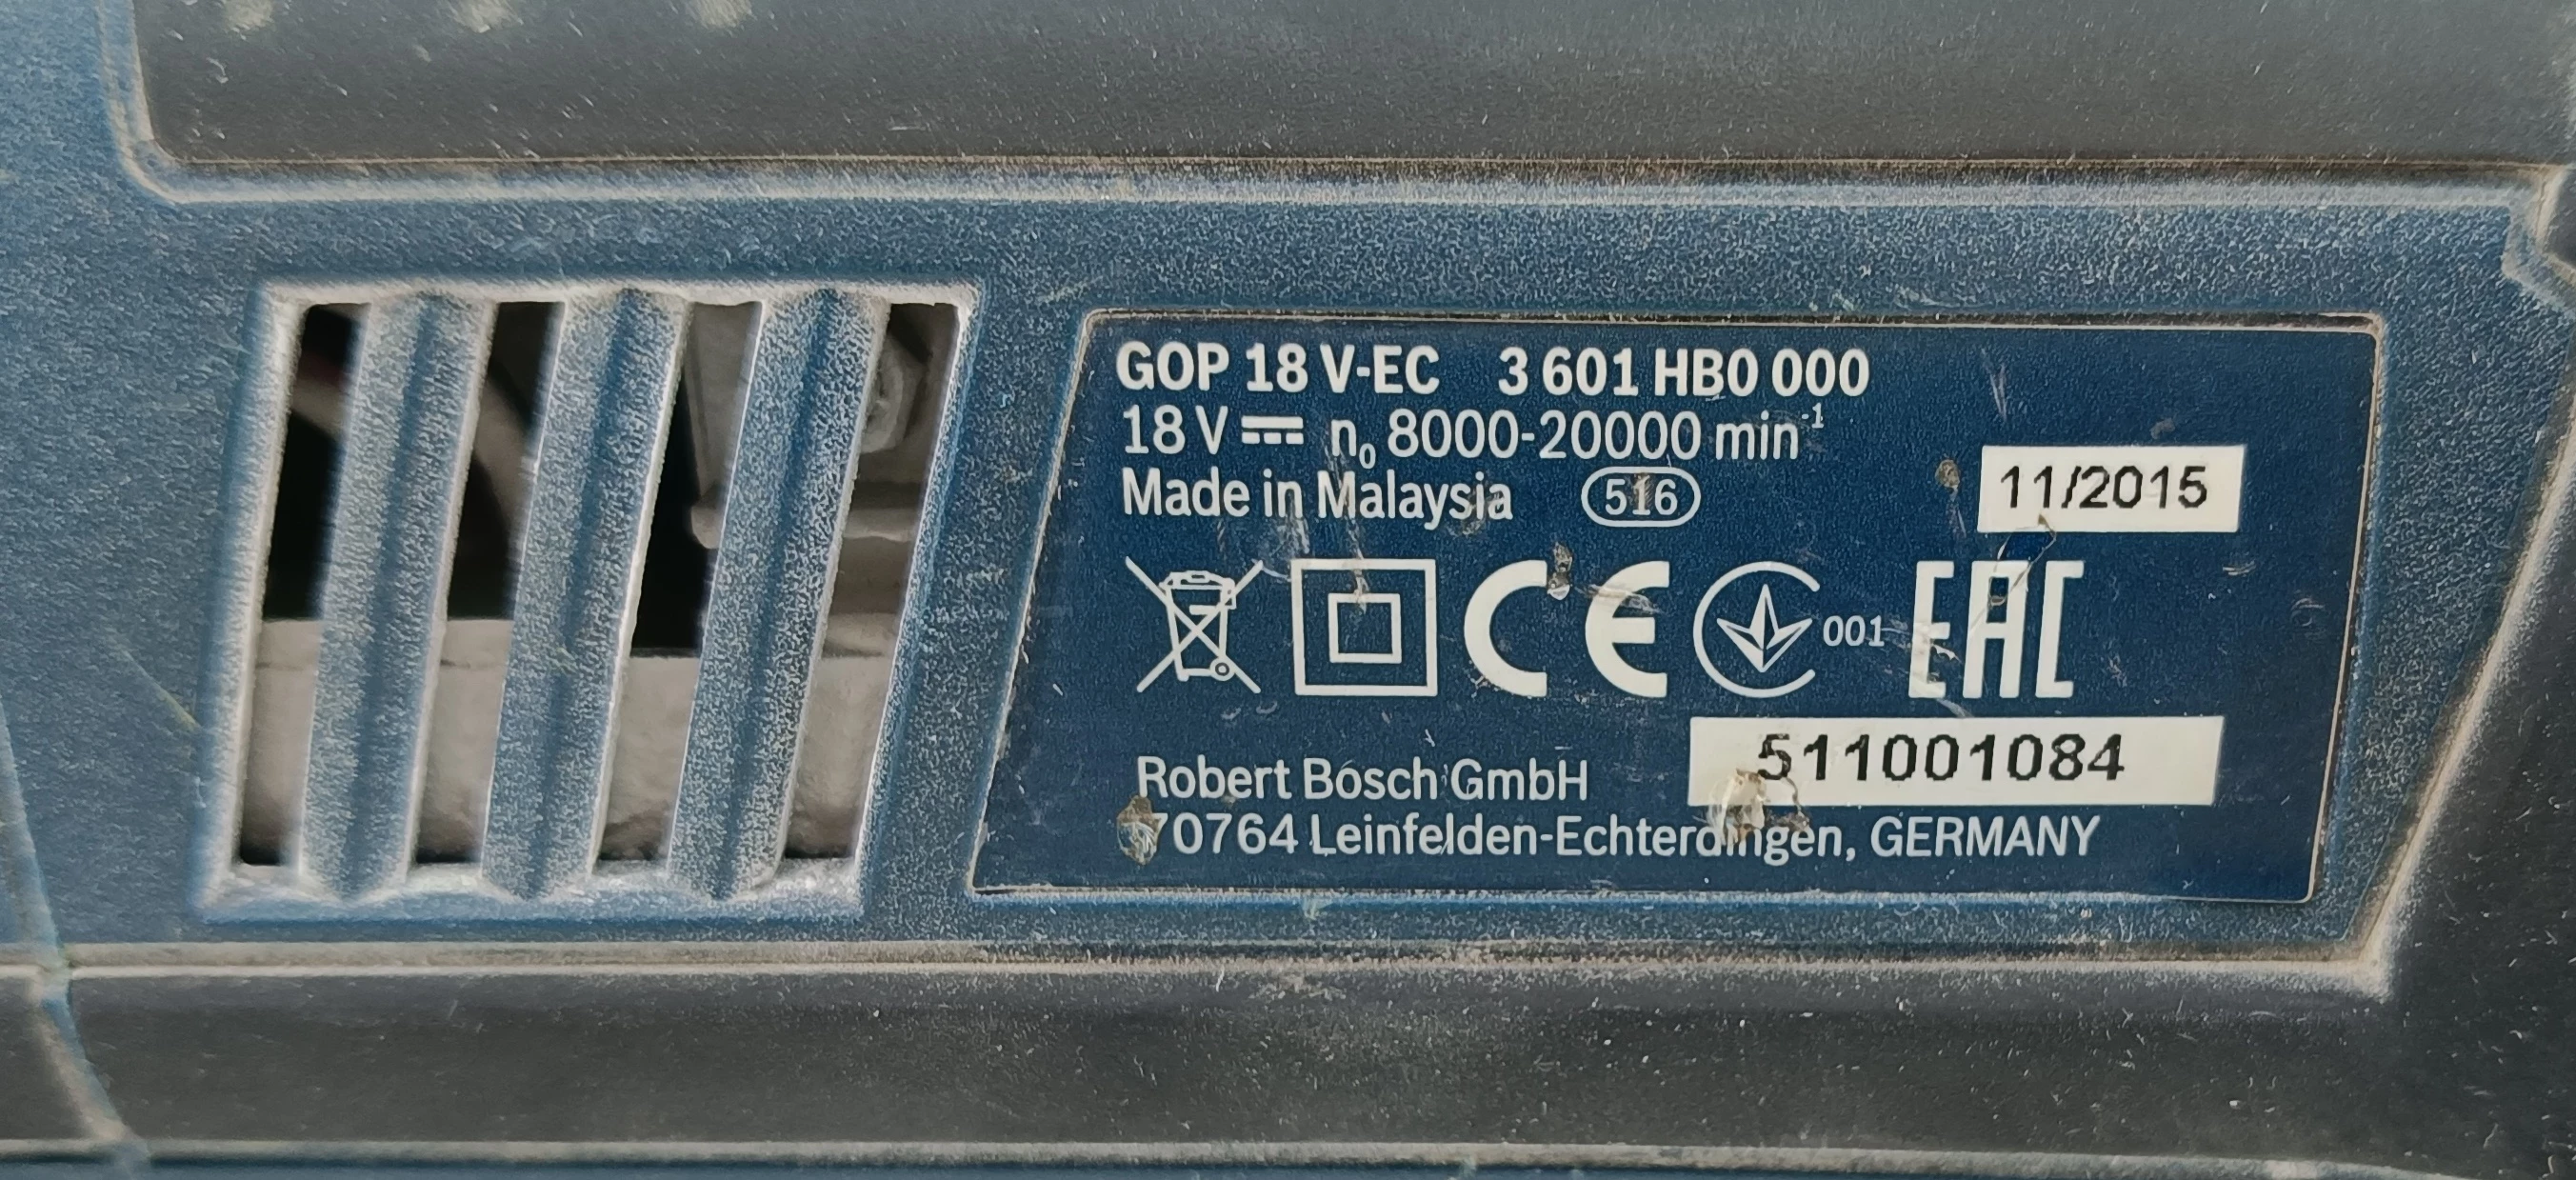 GOP 18 V-EC 3 601 HB0 000
18 V ⎓ n₀ 8000-20000 min⁻¹
Made in Malaysia 516
11/2015
CE 001 EAC
511001084
Robert Bosch GmbH
70764 Leinfelden-Echterdingen, GERMANY